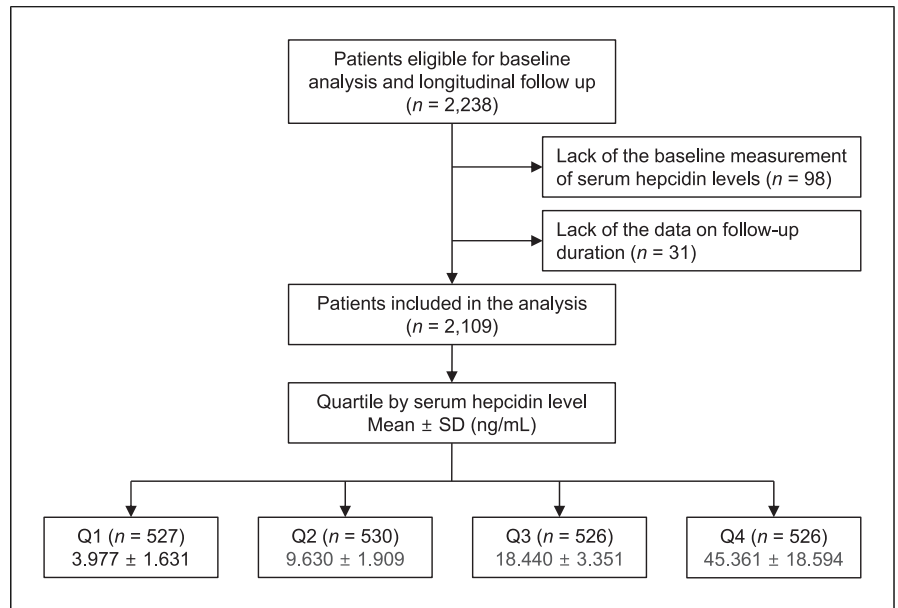 Patients eligible for baseline
analysis and longitudinal follow up
(n = 2,238)
Lack of the baseline measurement
of serum hepcidin levels (n = 98)
Lack of the data on follow-up
duration (n = 31)
Patients included in the analysis
(n = 2,109)
Quartile by serum hepcidin level
Mean ± SD (ng/mL)
Q1 (n = 527)
3.977 ± 1.631
Q2 (n = 530)
9.630 ± 1.909
Q3 (n = 526)
18.440 ± 3.351
Q4 (n = 526)
45.361 ± 18.594